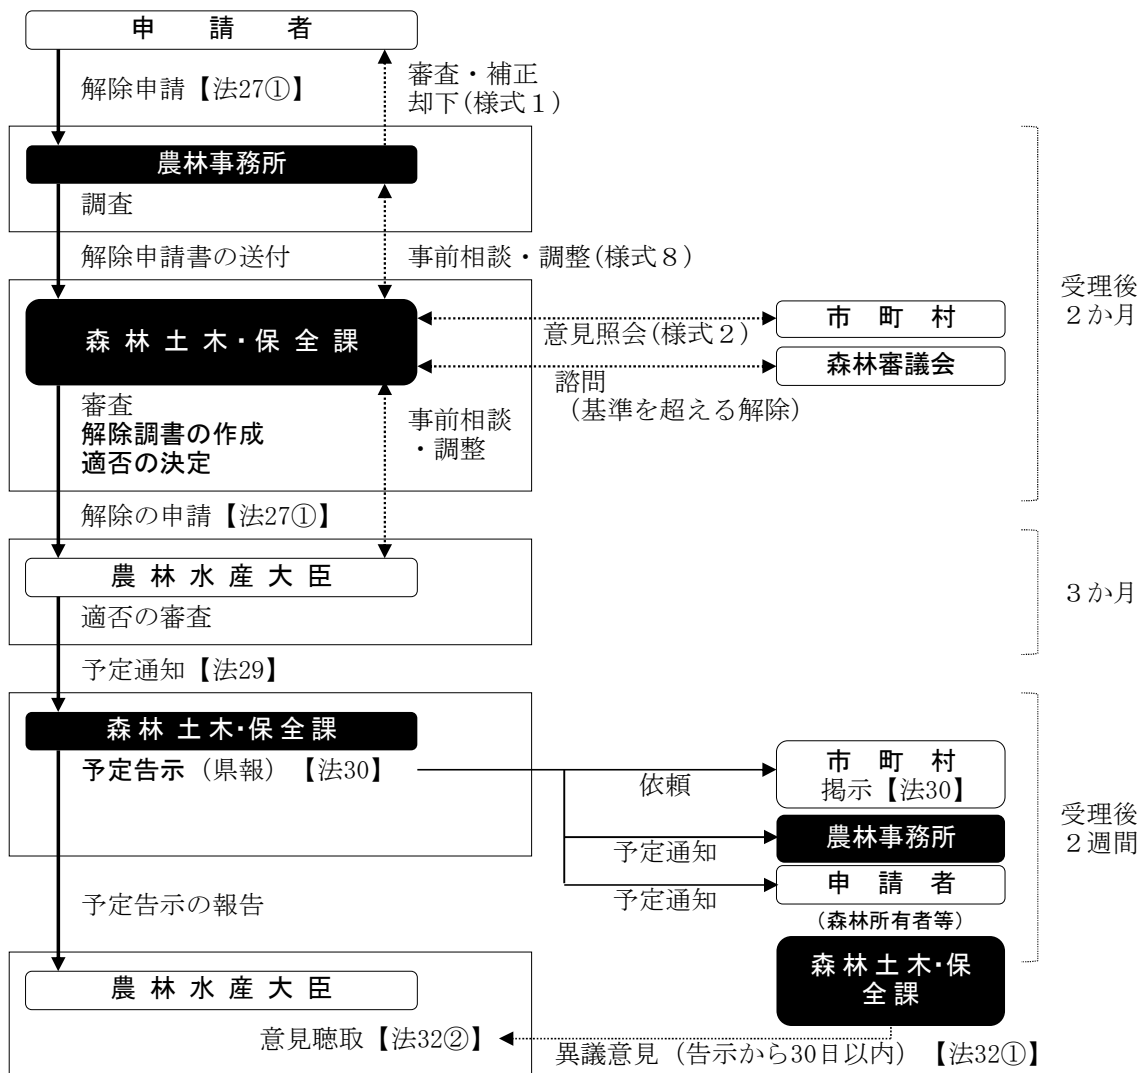 申請者
解除申請【法27①】
審査・補正
却下(様式１)
農林事務所
調査
解除申請書の送付
事前相談・調整(様式８)
受理後
２か月
森林土木・保全課
市町村
意見照会(様式２)
森林審議会
諮問
(基準を超える解除)
審査
解除調書の作成
適否の決定
事前相談
・調整
解除の申請【法27①】
農林水産大臣
適否の審査
３か月
予定通知【法29】
森林土木・保全課
予定告示（県報）【法30】
市町村
掲示【法30】
依頼
農林事務所
予定通知
受理後
２週間
申請者
予定通知
(森林所有者等)
予定告示の報告
森林土木・保
全課
農林水産大臣
意見聴取【法32②】
異議意見（告示から30日以内）【法32①】